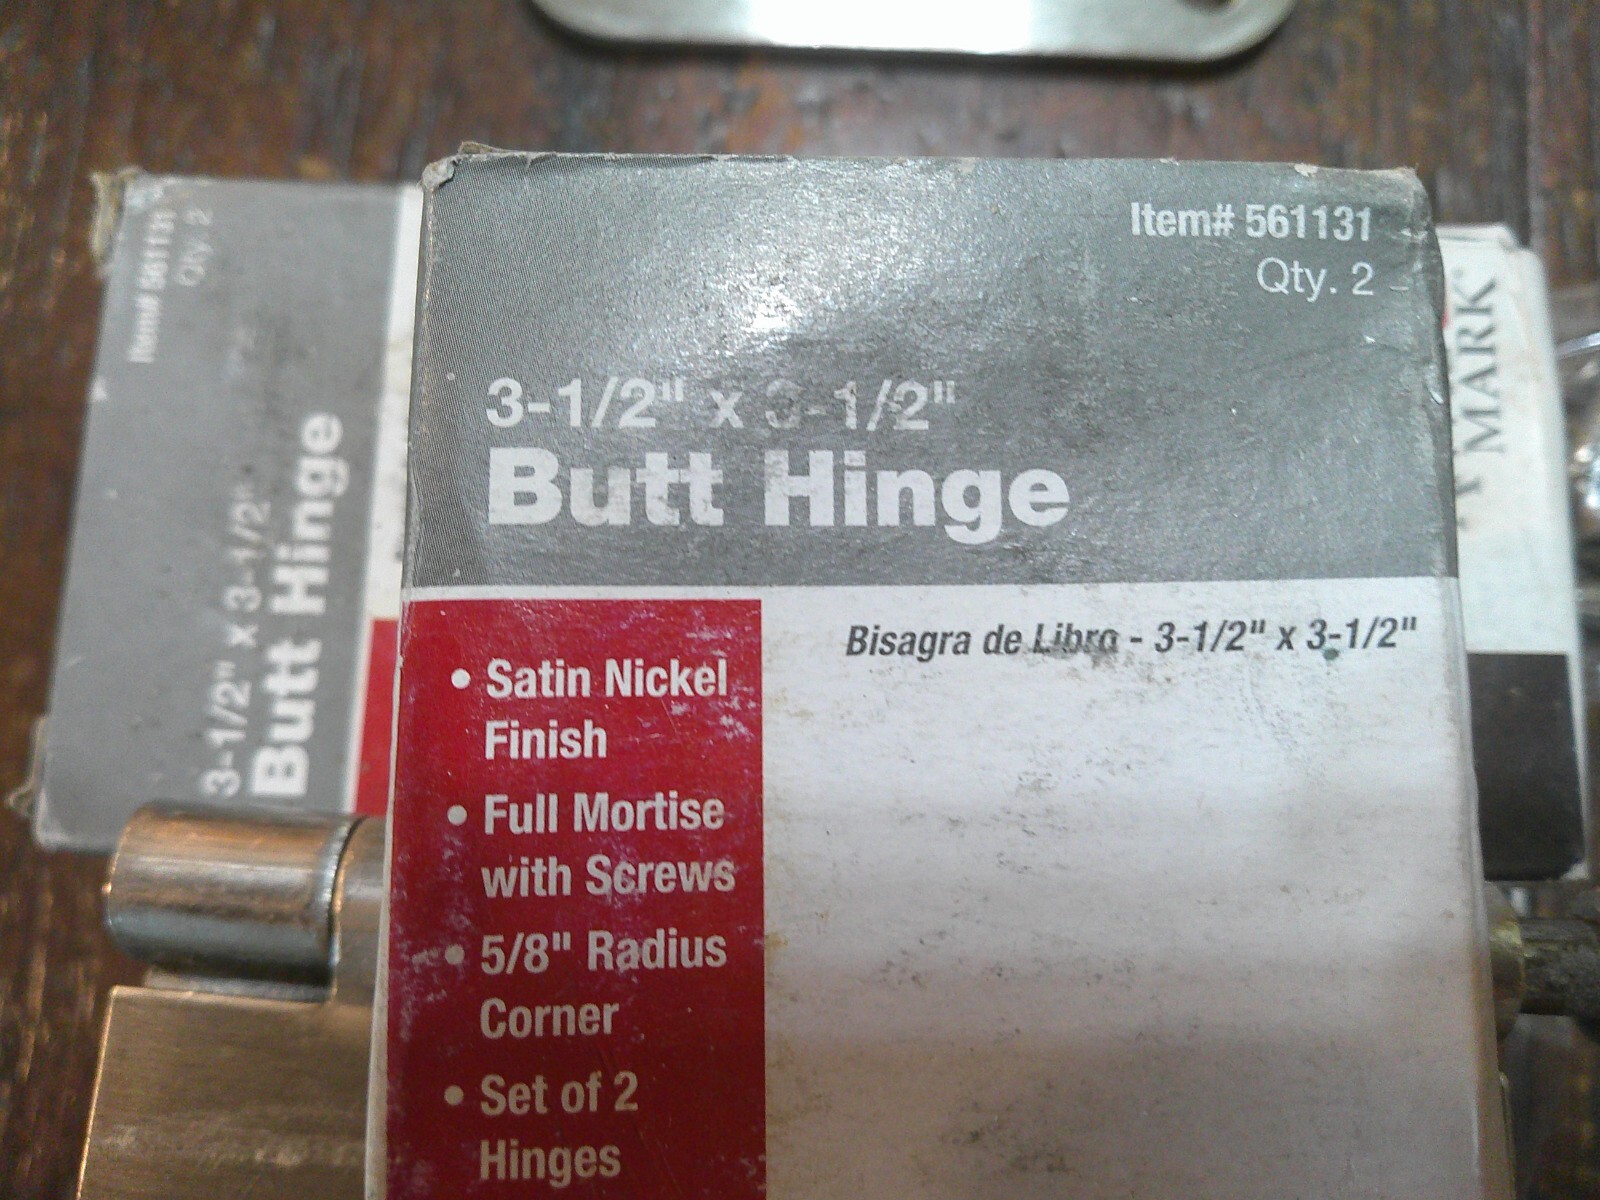 Item# 561131
Qty. 2
3-1/2" x 3-1/2"
Butt Hinge
Bisagra de Libro - 3-1/2" x 3-1/2"
• Satin Nickel
Finish
• Full Mortise
with Screws
• 5/8" Radius
Corner
• Set of 2
Hinges
Item# 561131
Qty. 2
3-1/2" x 3-1/2"
Butt Hinge
MARK